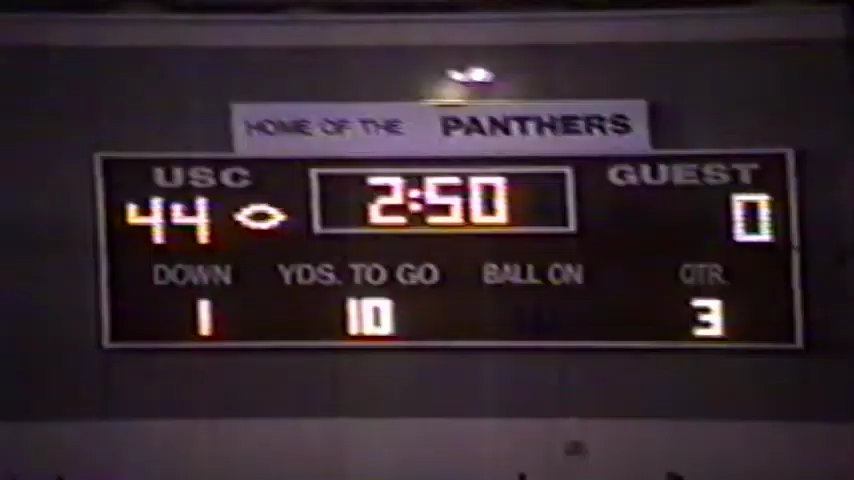 HOME OF THE PANTHERS
USC 2:50 GUEST
44 0
DOWN YDS. TO GO BALL ON QTR.
1 10 3